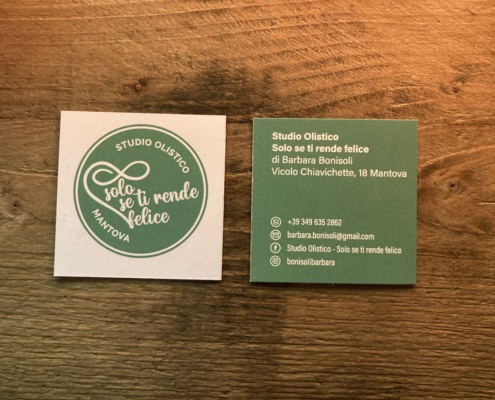 STUDIO OLISTICO
solo
se ti rende
felice
MANTOVA
Studio Olistico
Solo se ti rende felice
di Barbara Bonisoli
Vicolo Chiavichette, 18 Mantova
+39 349 635 2862
barbara.bonisoli@gmail.com
Studio Olistico - Solo se ti rende felice
bonisolibarbara